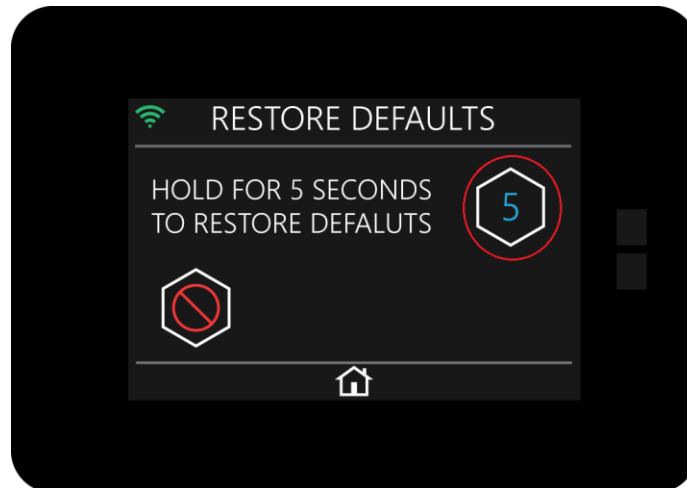 RESTORE DEFAULTS
HOLD FOR 5 SECONDS
TO RESTORE DEFALUTS
5